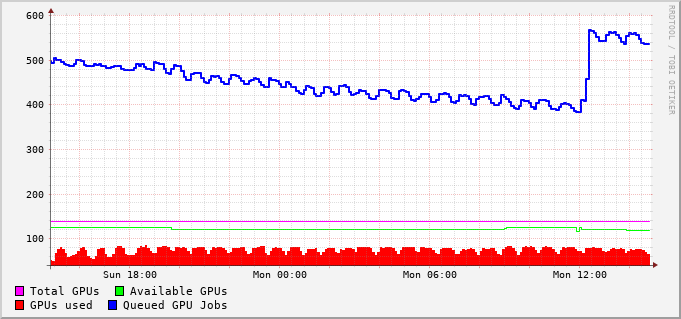 600
500
400
300
200
100
Sun 18:00 Mon 00:00 Mon 06:00 Mon 12:00
Total GPUs Available GPUs
GPUs used Queued GPU Jobs
RRDTOOL / TOBI OETIKER